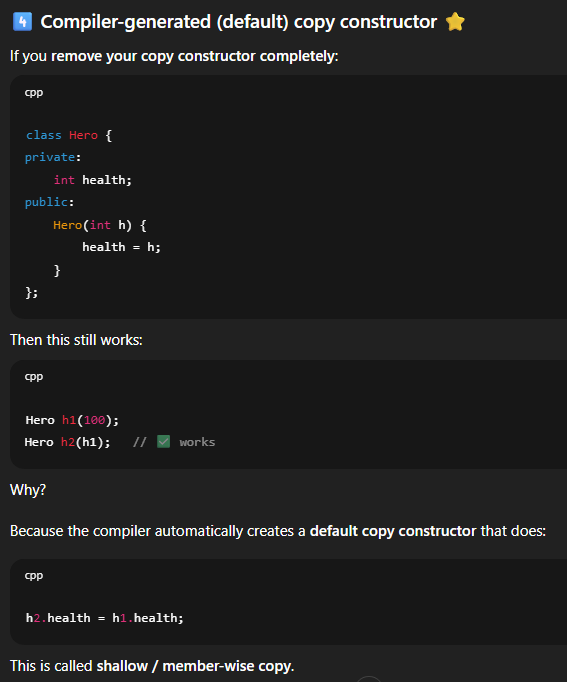 4️⃣ Compiler-generated (default) copy constructor ⭐
If you remove your copy constructor completely:
cpp
class Hero {
private:
    int health;
public:
    Hero(int h) {
        health = h;
    }
};
Then this still works:
cpp
Hero h1(100);
Hero h2(h1);   // ✅ works
Why?
Because the compiler automatically creates a default copy constructor that does:
cpp
h2.health = h1.health;
This is called shallow / member-wise copy.